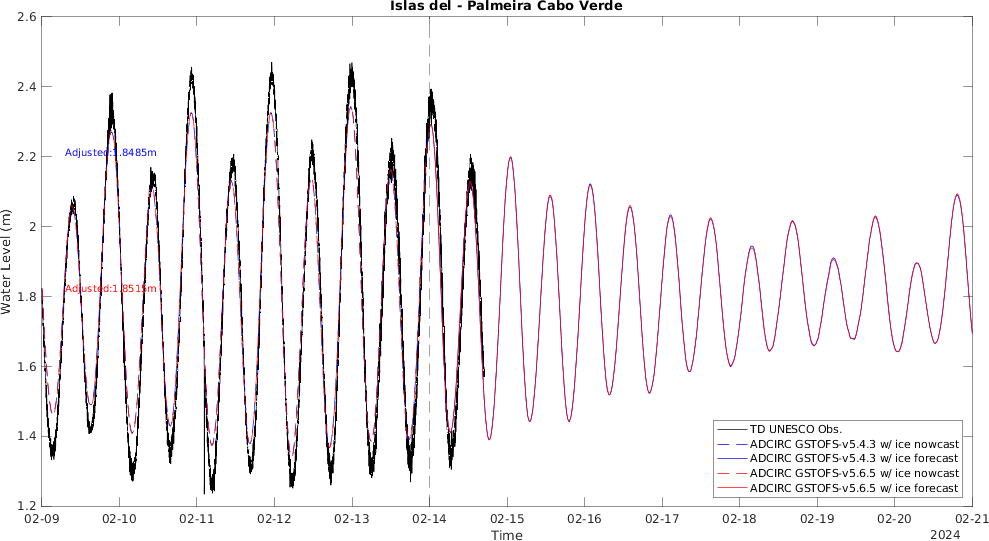 Islas del - Palmeira Cabo Verde
2.6
2.4
2.2
2
1.8
1.6
1.4
1.2
Water Level (m)
Adjusted:1.8485m
Adjusted:1.8515m
TD UNESCO Obs.
ADCIRC GSTOFS-v5.4.3 w/ ice nowcast
ADCIRC GSTOFS-v5.4.3 w/ ice forecast
ADCIRC GSTOFS-v5.6.5 w/ ice nowcast
ADCIRC GSTOFS-v5.6.5 w/ ice forecast
02-09 02-10 02-11 02-12 02-13 02-14 02-15 02-16 02-17 02-18 02-19 02-20 02-21
Time
2024